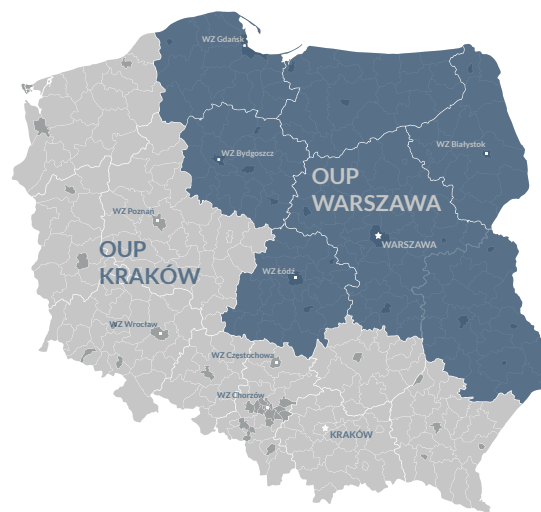 WZ Gdańsk
WZ Białystok
WZ Bydgoszcz
OUP
WARSZAWA
WZ Poznań
WARSZAWA
OUP
KRAKÓW
WZ Łódź
WZ Wrocław
WZ Częstochowa
WZ Chorzów
KRAKÓW